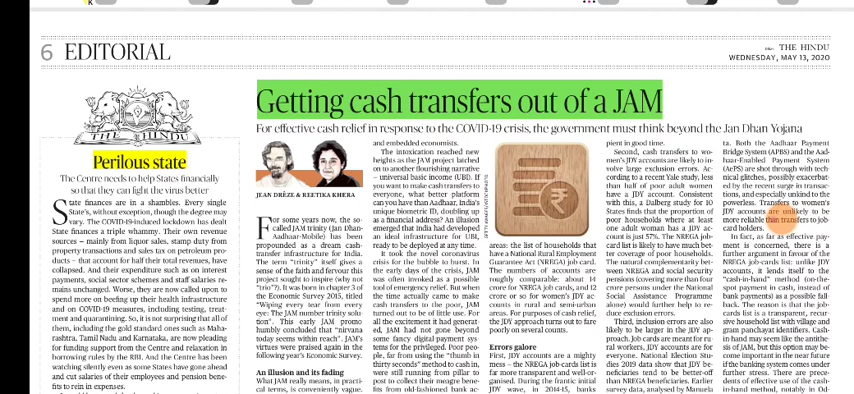 6 EDITORIAL
THE HINDU
WEDNESDAY, MAY 13, 2020
THE HINDU
Perilous state
The Centre needs to help States financially
so that they can fight the virus better
State finances are in a shambles. Every single
State's, without exception, though the degree may
vary. The COVID-19-induced lockdown has dealt
State finances a triple whammy. Their own revenue
sources — mainly from liquor sales, stamp duty from
property transactions and sales tax on petroleum pro-
ducts — that account for half their total revenues, have
collapsed. And their expenditure such as on interest
payments, social sector schemes and staff salaries re-
mains unchanged. Worse, they are now called upon to
spend more on beefing up their health infrastructure
and on COVID-19 measures, including testing, treat-
ment and quarantining. So, it is not surprising that all of
them, including the gold standard ones such as Maha-
rashtra, Tamil Nadu and Karnataka, are now pleading
for funding support from the Centre and relaxation in
borrowing rules by the RBI. And the Centre has been
watching silently even as some States have gone ahead
and cut salaries of their employees and pension bene-
fits to rein in expenses.
Getting cash transfers out of a JAM
For effective cash relief in response to the COVID-19 crisis, the government must think beyond the Jan Dhan Yojana
JEAN DRÈZE & REETIKA KHERA
For some years now, the so-
called JAM trinity (Jan Dhan-
Aadhaar-Mobile) has been
propounded as a dream cash-
transfer infrastructure for India.
The term "trinity" itself gives a
sense of the faith and fervour this
project sought to inspire (why not
"trio"?). It was born in chapter 3 of
the Economic Survey 2015, titled
"Wiping every tear from every
eye: The JAM number trinity solu-
tion". This early JAM promo
humbly concluded that "nirvana
today seems within reach". JAM's
virtues were praised again in the
following year's Economic Survey.
An illusion and its fading
What JAM really means, in practi-
cal terms, is conveniently vague.
and embedded economists.
The intoxication reached new
heights as the JAM project latched
on to another flourishing narrative
— universal basic income (UBI). If
you want to make cash transfers to
everyone, what better platform
can you have than Aadhaar, India's
unique biometric ID, doubling up
as a financial address? An illusion
emerged that India had developed
an ideal infrastructure for UBI,
ready to be deployed at any time.
It took the novel coronavirus
crisis for the bubble to burst. In
the early days of the crisis, JAM
was often invoked as a possible
tool of emergency relief. But when
the time actually came to make
cash transfers to the poor, JAM
turned out to be of little use. For
all the excitement it had generat-
ed, JAM had not gone beyond
some fancy digital payment sys-
tems for the privileged. Poor peo-
ple, far from using the "thumb in
thirty seconds" method to cash in,
were still running from pillar to
post to collect their meagre bene-
fits from old-fashioned bank ac-
areas: the list of households that
have a National Rural Employment
Guarantee Act (NREGA) job card.
The numbers of accounts are
roughly comparable: about 14
crore for NREGA job cards, and 12
crore or so for women's JDY ac-
counts in rural and semi-urban
areas. For purposes of cash relief,
the JDY approach turns out to fare
poorly on several counts.
Errors galore
First, JDY accounts are a mighty
mess — the NREGA job-cards list is
far more transparent and well-or-
ganised. During the frantic initial
JDY wave, in 2014-15, banks
pient in good time.
Second, cash transfers to wo-
men's JDY accounts are likely to in-
volve large exclusion errors. Ac-
cording to a recent Yale study, less
than half of poor adult women
have a JDY account. Consistent
with this, a Dalberg study for 10
States finds that the proportion of
poor households where at least
one adult woman has a JDY ac-
count is just 57%. The NREGA job-
card list is likely to have much bet-
ter coverage of poor households.
The natural complementarity bet-
ween NREGA and social security
pensions (covering more than four
crore persons under the National
Social Assistance Programme
alone) would further help to re-
duce exclusion errors.
Third, inclusion errors are also
likely to be larger in the JDY ap-
proach. Job cards are meant for ru-
ral workers, JDY accounts are for
everyone. National Election Stu-
dies 2019 data show that JDY be-
neficiaries tend to be better-off
than NREGA beneficiaries. Earlier
survey data, analysed by Manuela
ta. Both the Aadhaar Payment
Bridge System (APBS) and the Aad-
haar-Enabled Payment System
(AePS) are shot through with tech-
nical glitches, possibly exacerbat-
ed by the recent surge in transac-
tions, and especially unkind to the
powerless. Transfers to women's
JDY accounts are unlikely to be
more reliable than transfers to job-
card holders.
In fact, as far as effective pay-
ment is concerned, there is a
further argument in favour of the
NREGA job-cards list: unlike JDY
accounts, it lends itself to the
"cash-in-hand" method (on-the-
spot payment in cash, instead of
bank payments) as a possible fall-
back. The reason is that the job-
cards list is a transparent, recur-
sive household list with village and
gram panchayat identifiers. Cash-
in-hand may seem like the antithe-
sis of JAM, but this option may be-
come important in the near future
if the banking system comes under
further stress. There are prece-
dents of effective use of the cash-
in-hand method, notably in Od-